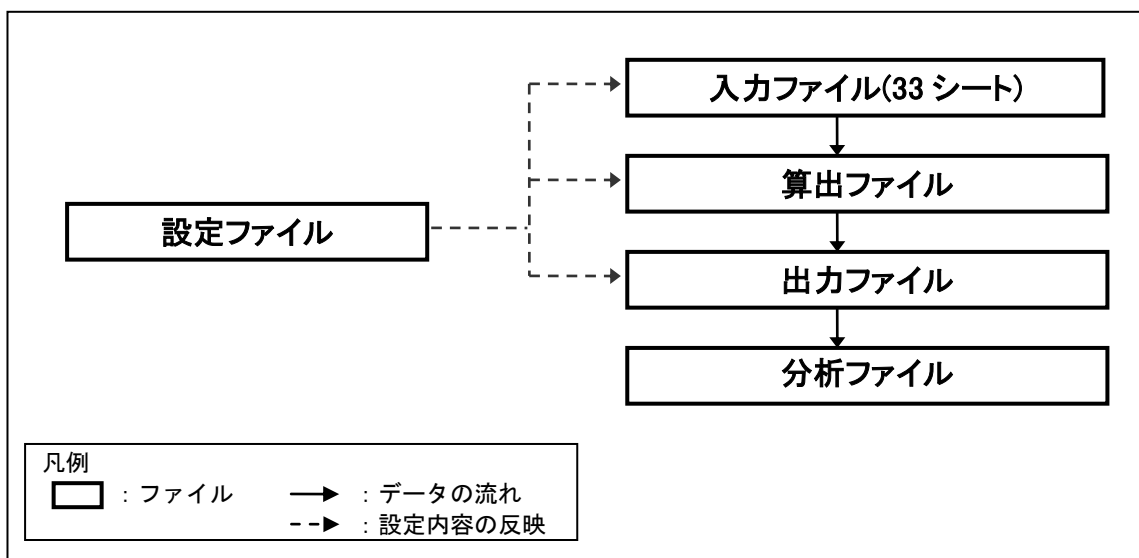 入力ファイル(33 シート)
算出ファイル
設定ファイル
出力ファイル
分析ファイル
凡例
：ファイル
：データの流れ
：設定内容の反映